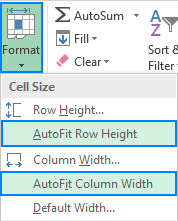 AutoSum
Format
Fill
Clear
Sort
Filter
Cell Size
Row Height...
AutoFit Row Height
Column Width...
AutoFit Column Width
Default Width...